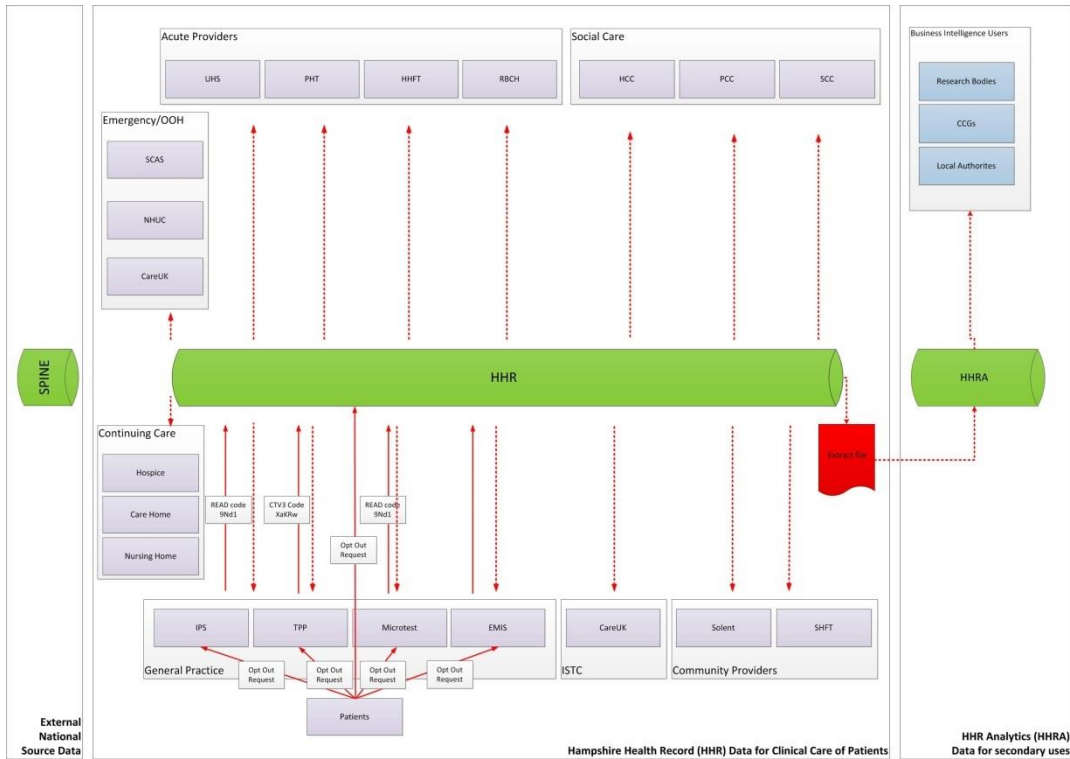 Acute Providers
UHS
PHT
HHFT
RBCH
Social Care
HCC
PCC
SCC
Business Intelligence Users
Research Bodies
CCGs
Local Authorites
Emergency/OOH
SCAS
NHUC
CareUK
SPINE
HHR
HHRA
Extract file
Continuing Care
Hospice
Care Home
Nursing Home
READ code
9Nd1
CTV3 Code
XaKRw
READ code
9Nd1
Opt Out
Request
IPS
TPP
Microtest
EMIS
General Practice
Opt Out
Request
Opt Out
Request
Opt Out
Request
Opt Out
Request
CareUK
ISTC
Solent
SHFT
Community Providers
Patients
External
National
Source Data
Hampshire Health Record (HHR) Data for Clinical Care of Patients
HHR Analytics (HHRA)
Data for secondary uses